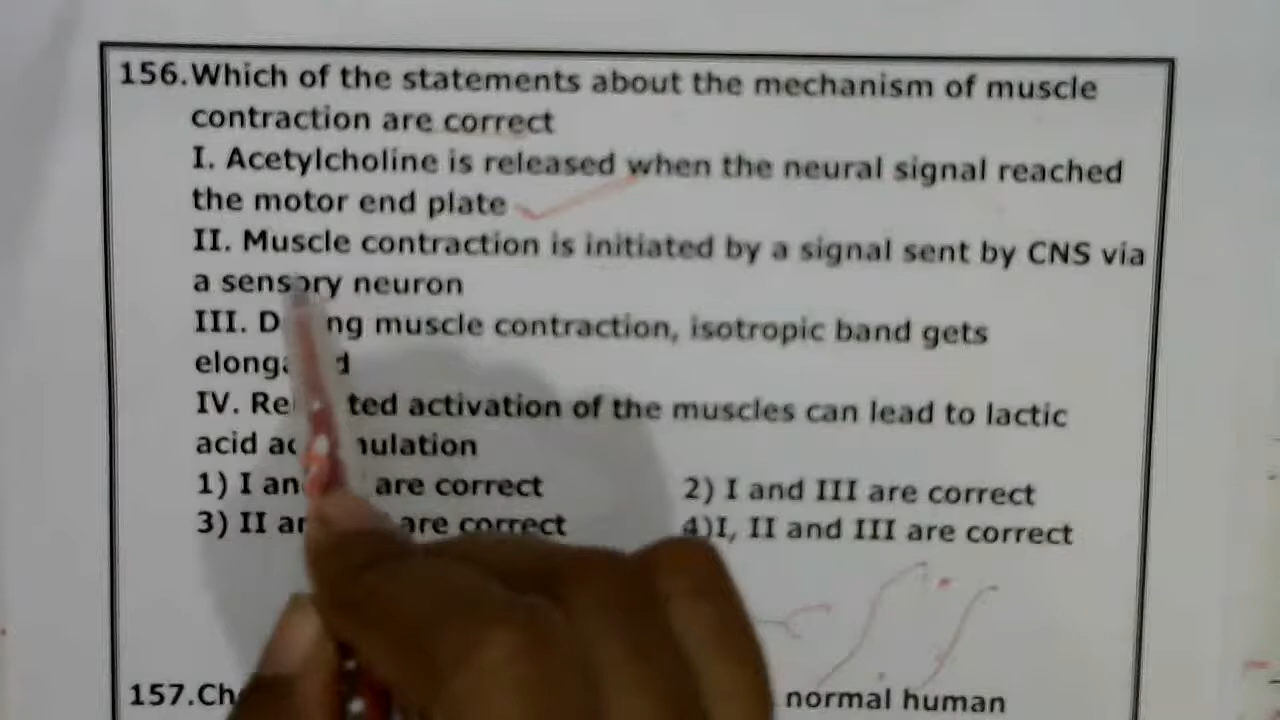 156.Which of the statements about the mechanism of muscle
contraction are correct
I. Acetylcholine is released when the neural signal reached
the motor end plate
II. Muscle contraction is initiated by a signal sent by CNS via
a sensory neuron
III. D ng muscle contraction, isotropic band gets
elong d
IV. Re ted activation of the muscles can lead to lactic
acid ac ulation
1) I an are correct
2) I and III are correct
3) II ar are correct
4)I, II and III are correct
157.Ch normal human